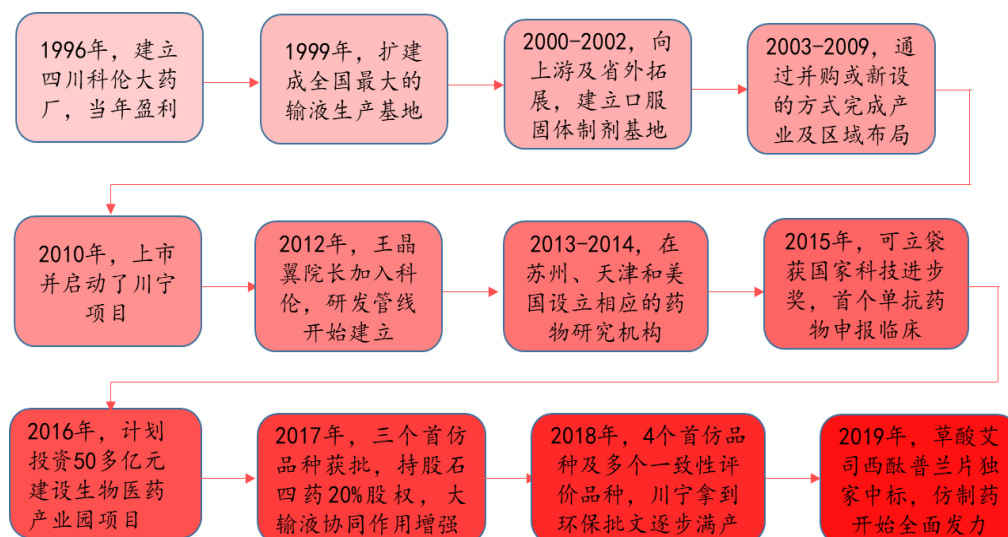 1996年，建立
四川科伦大药
厂，当年盈利
1999年，扩建
成全国最大的
输液生产基地
2000-2002，向
上游及省外拓
展，建立口服
固体制剂基地
2003-2009，通
过并购或新设
的方式完成产
业及区域布局
2010年，上市
并启动了川宁
项目
2012年，王晶
翼院长加入科
伦，研发管线
开始建立
2013-2014，在
苏州、天津和美
国设立相应的药
物研究机构
2015年，可立袋
获国家科技进步
奖，首个单抗药
物申报临床
2016年，计划
投资50多亿元
建设生物医药
产业园项目
2017年，三个首仿
品种获批，持股石
四药20%股权，大
输液协同作用增强
2018年，4个首仿品
种及多个一致性评
价品种，川宁拿到
环保批文逐步满产
2019年，草酸艾
司西酞普兰片独
家中标，仿制药
开始全面发力